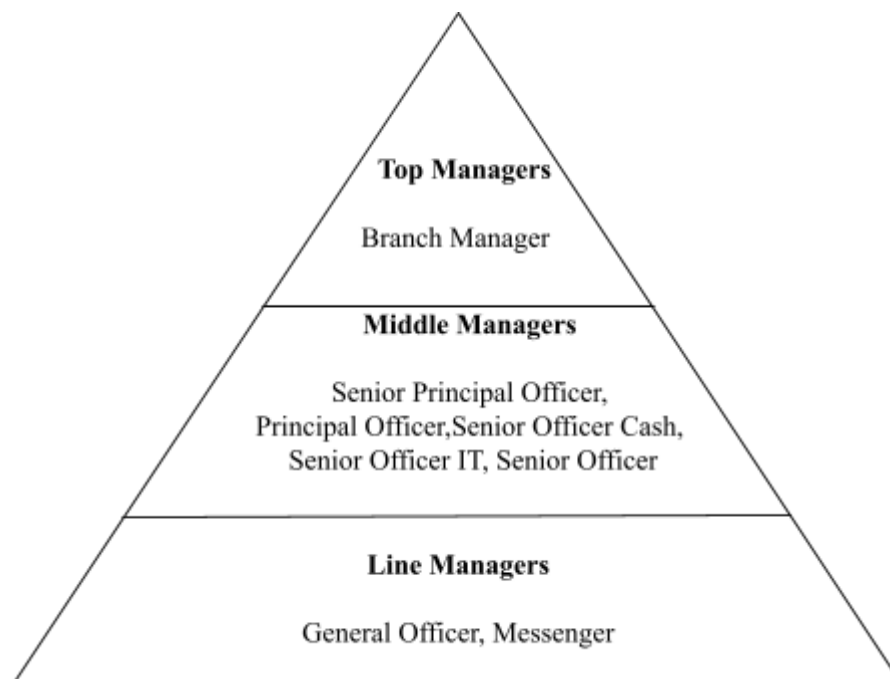 Top Managers
Branch Manager
Middle Managers
Senior Principal Officer,
Principal Officer,Senior Officer Cash,
Senior Officer IT, Senior Officer
Line Managers
General Officer, Messenger